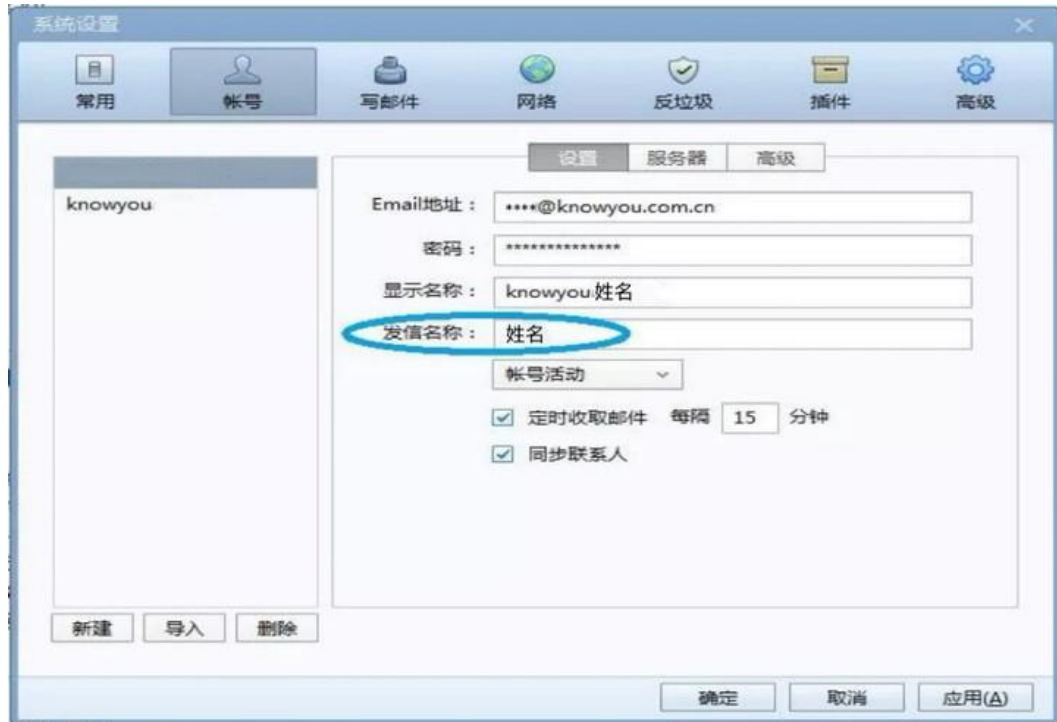 系统设置
常用 帐号 写邮件 网络 反垃圾 插件 高级
设置 服务器 高级
knowyou
Email地址： ••••@knowyou.com.cn
密码： **************
显示名称： knowyou姓名
发信名称： 姓名
帐号活动
定时收取邮件 每隔 15 分钟
同步联系人
新建 导入 删除
确定 取消 应用(A)